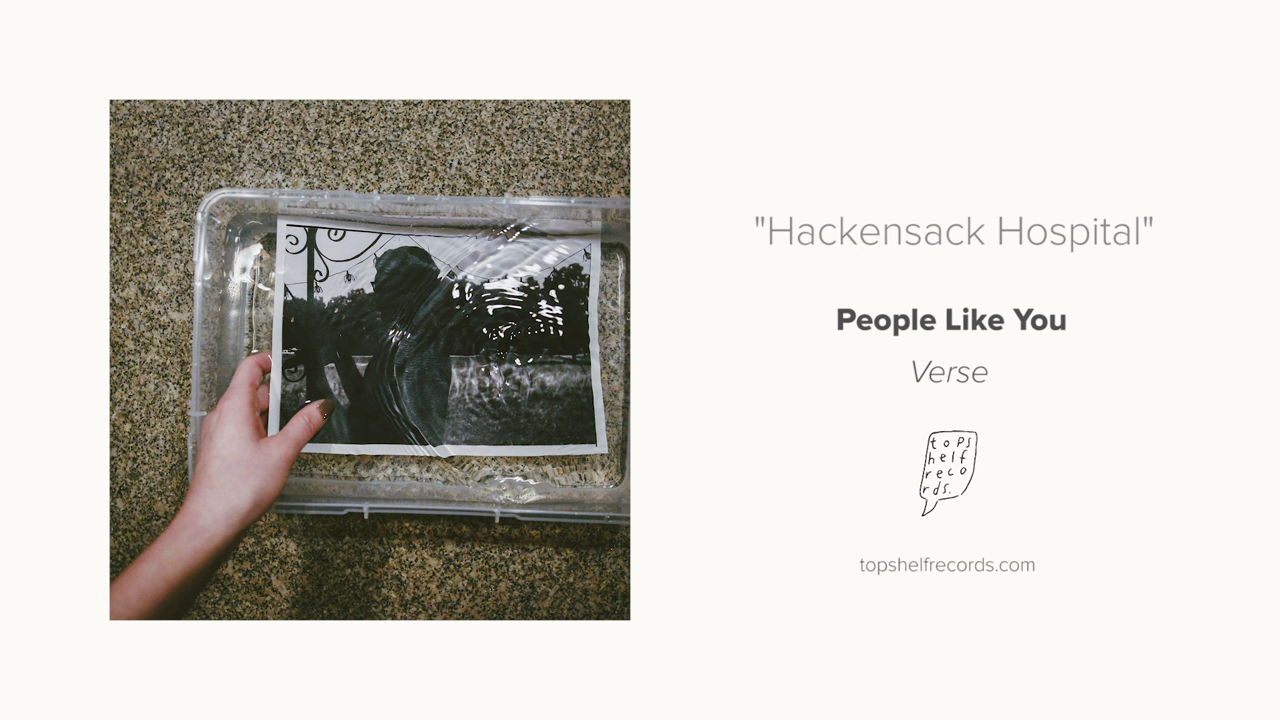 "Hackensack Hospital"
People Like You
Verse
tops
helf
reco
rds.
topshelfrecords.com